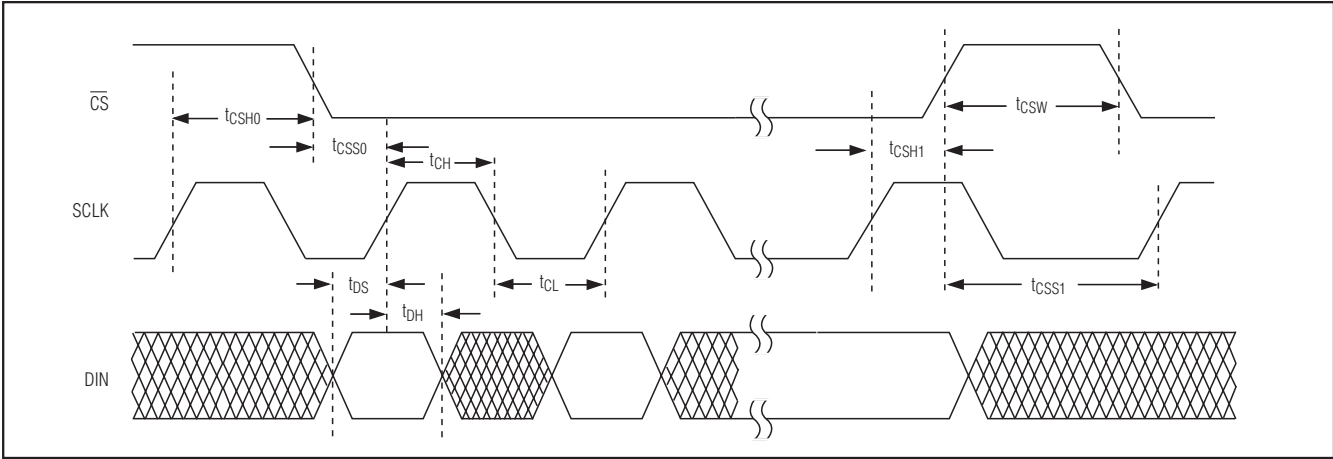 CS
tCSH0
tCSW
tCSS0
tCH
tCSH1
SCLK
tDS
tCL
tCSS1
tDH
DIN